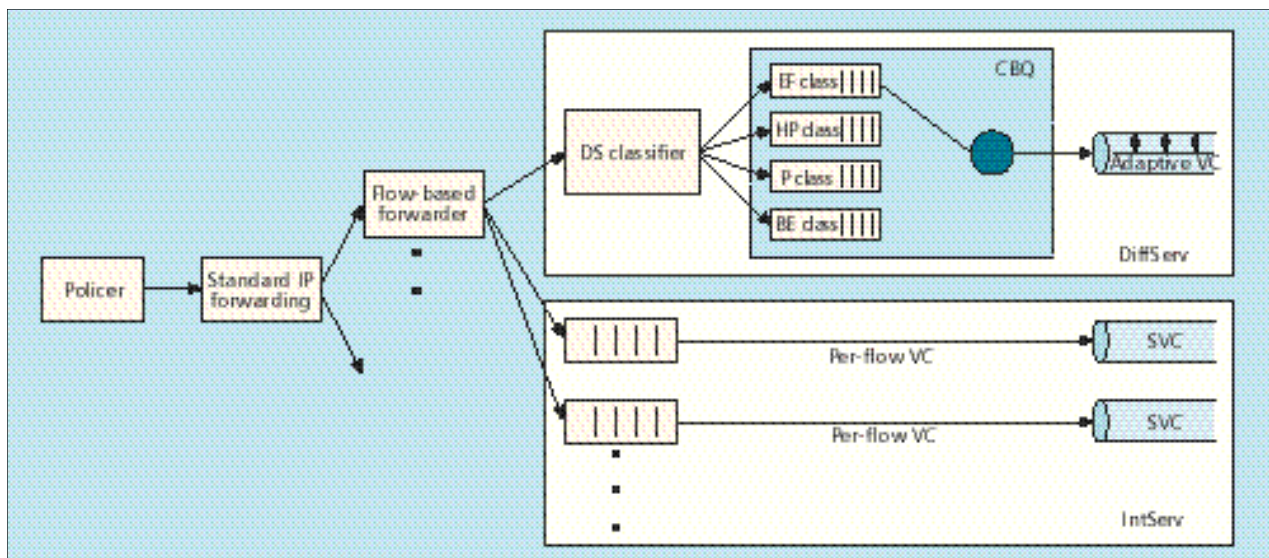 Policer
Standard IP
forwarding
Flow-based
forwarder
DS classifier
CBQ
EF class
HP class
P class
BE class
Adaptive VC
DiffServ
Per-flow VC
SVC
Per-flow VC
SVC
IntServ